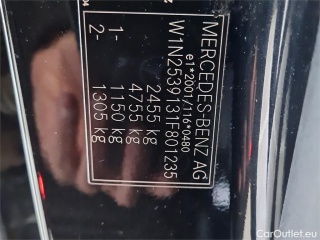 MERCEDES-BENZ AG
e1*2001/116*0480
W1N2539131F801235
2455 kg
4755 kg
1- 1150 kg
2- 1305 kg
CarOutlet.eu